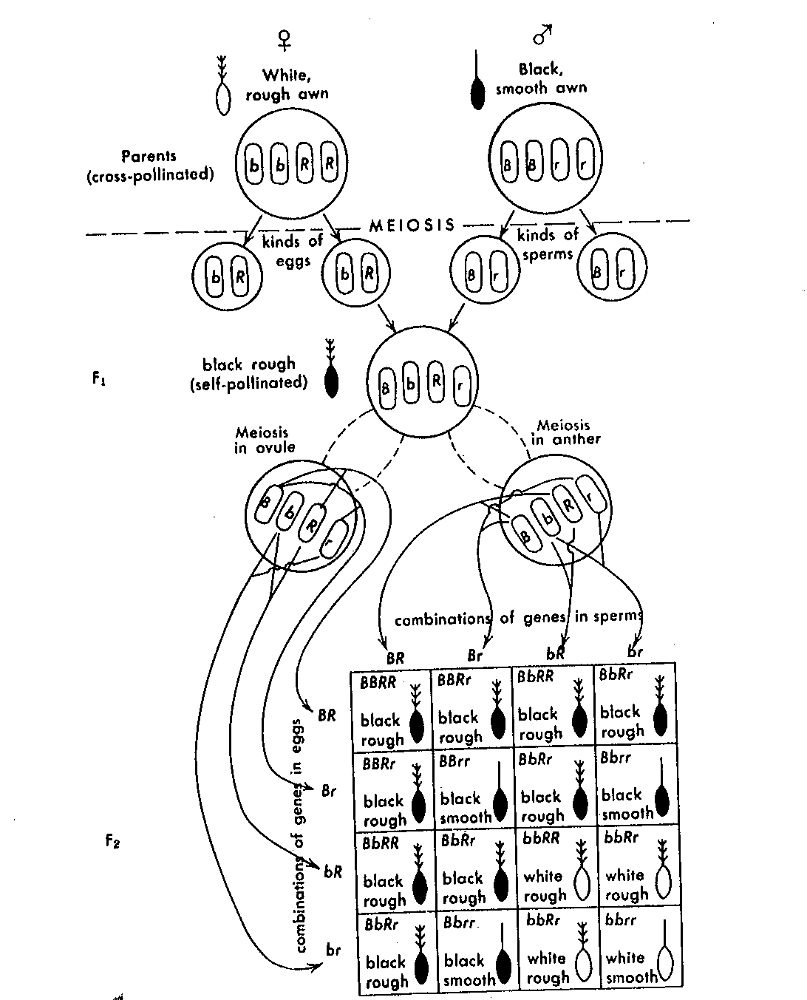 ♀
♂
White,
rough awn
Black,
smooth awn
Parents
(cross-pollinated)
b b R R
B B r r
MEIOSIS
kinds of
eggs
kinds of
sperms
b R
b R
B r
B r
F₁
black rough
(self-pollinated)
B b R r
Meiosis
in ovule
Meiosis
in anther
B b R r
B b R r
combinations of genes in sperms
BR Br bR br
combinations of genes in eggs
BR
Br
bR
br
F₂
BBRR
black
rough
BBRr
black
rough
BbRR
black
rough
BbRr
black
rough
BBRr
black
rough
BBrr
black
smooth
BbRr
black
rough
Bbrr
black
smooth
BbRR
black
rough
BbRr
black
rough
bbRR
white
rough
bbRr
white
rough
BbRr
black
rough
Bbrr
black
smooth
bbRr
white
rough
bbrr
white
smooth